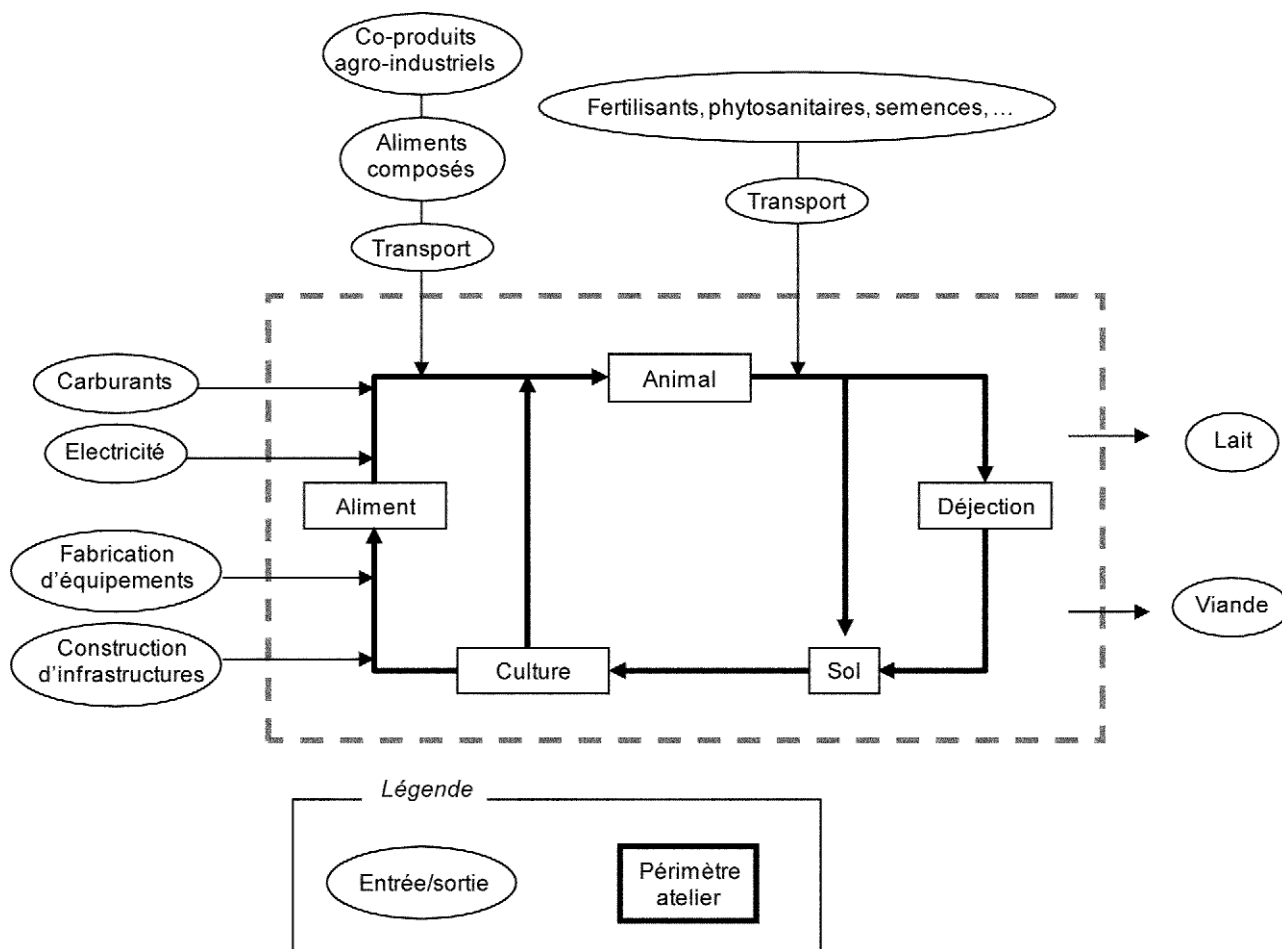 Co-produits
agro-industriels
Fertilisants, phytosanitaires, semences, …
Aliments
composés
Transport
Transport
Carburants
Animal
Electricité
Lait
Aliment
Déjection
Fabrication
d'équipements
Viande
Construction
d'infrastructures
Culture
Sol
Légende
Entrée/sortie
Périmètre
atelier